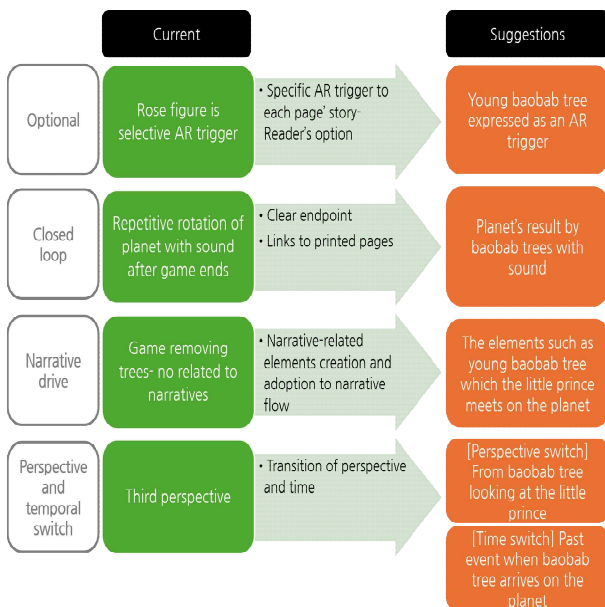 Current
Suggestions
Optional
Rose figure is
selective AR trigger
• Specific AR trigger to
each page' story-
Reader's option
Young baobab tree
expressed as an AR
trigger
Closed
loop
Repetitive rotation of
planet with sound
after game ends
• Clear endpoint
• Links to printed pages
Planet's result by
baobab trees with
sound
Narrative
drive
Game removing
trees- no related to
narratives
• Narrative-related
elements creation and
adoption to narrative
flow
The elements such as
young baobab tree
which the little prince
meets on the planet
Perspective
and
temporal
switch
Third perspective
• Transition of perspective
and time
[Perspective switch]
From baobab tree
looking at the little
prince
[Time switch] Past
event when baobab
tree arrives on the
planet